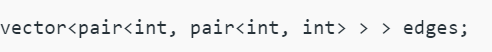 vector<pair<int, pair<int, int> > > edges;